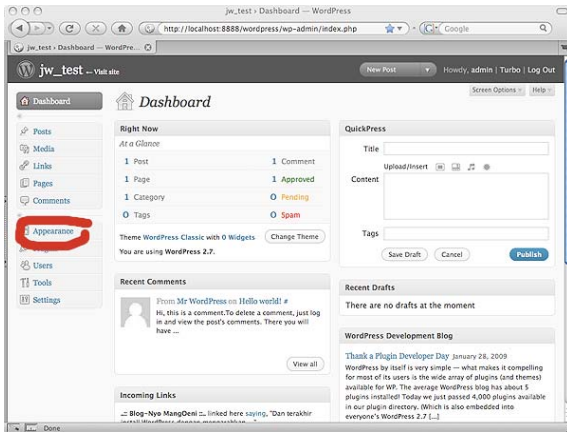 jw_test › Dashboard — WordPress
http://localhost:8888/wordpress/wp-admin/index.php
Google
jw_test › Dashboard — WordPre...
jw_test ← Visit site
New Post
Howdy, admin | Turbo | Log Out
Screen Options
Help
Dashboard
Posts
Media
Links
Pages
Comments
Appearance
Users
Tools
Settings
Dashboard
Right Now
At a Glance
1 Post 1 Comment
1 Page 1 Approved
1 Category 0 Pending
0 Tags 0 Spam
Theme WordPress Classic with 0 Widgets
Change Theme
You are using WordPress 2.7.
Recent Comments
From Mr WordPress on Hello world! #
Hi, this is a comment.To delete a comment, just log
in and view the post's comments. There you will
have ...
View all
Incoming Links
..:: Blog-Nyo MangOeni ::.. linked here saying, "Dan terakhir
QuickPress
Title
Upload/Insert
Content
Tags
Save Draft
Cancel
Publish
Recent Drafts
There are no drafts at the moment
WordPress Development Blog
Thank a Plugin Developer Day January 28, 2009
WordPress by itself is very simple — what makes it compelling
for most of its users is the wide array of plugins (and themes)
available for WP. The average WordPress blog has about 5
plugins installed! Today we just passed 4,000 plugins available
in our plugin directory. (Which is also embedded into
everyone's WordPress 2.7 [...]
Done